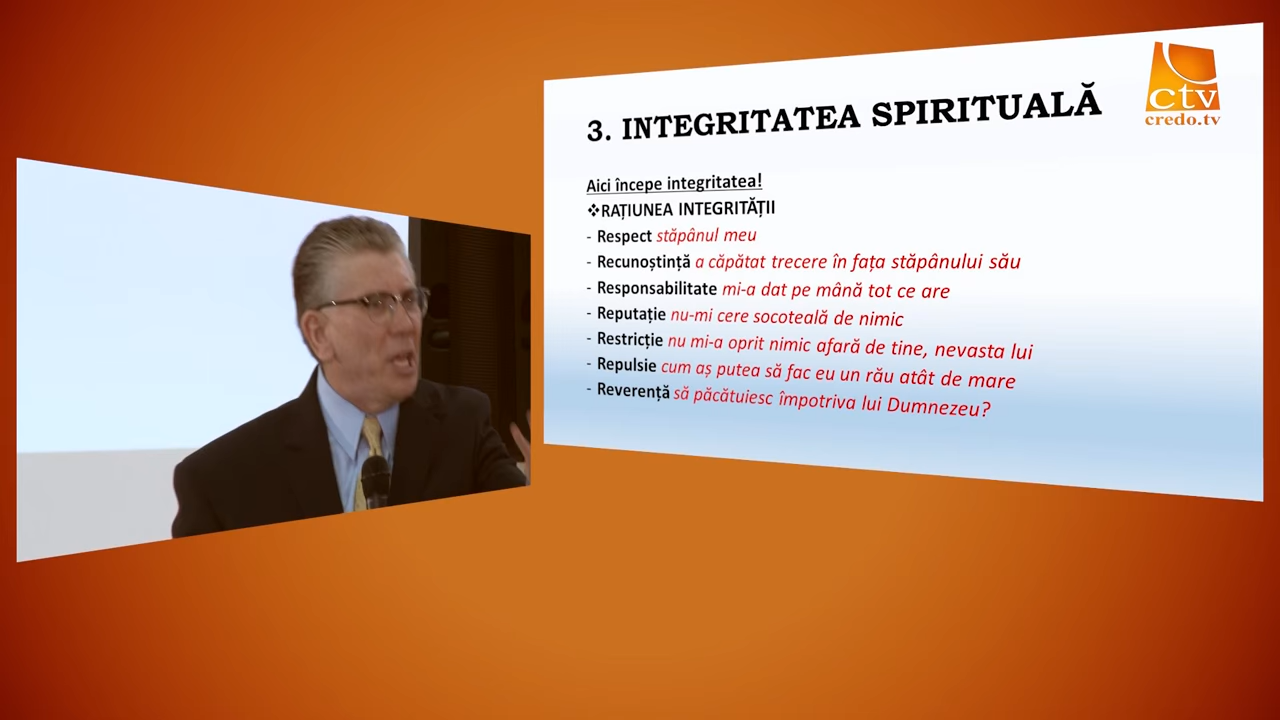 ctv
credo.tv
3. INTEGRITATEA SPIRITUALĂ
Aici începe integritatea!
❖RAȚIUNEA INTEGRITĂȚII
- Respect stăpânul meu
- Recunoștință a căpătat trecere în fața stăpânului său
- Responsabilitate mi-a dat pe mână tot ce are
- Reputație nu-mi cere socoteală de nimic
- Restricție nu mi-a oprit nimic afară de tine, nevasta lui
- Repulsie cum aș putea să fac eu un rău atât de mare
- Reverență să păcătuiesc împotriva lui Dumnezeu?